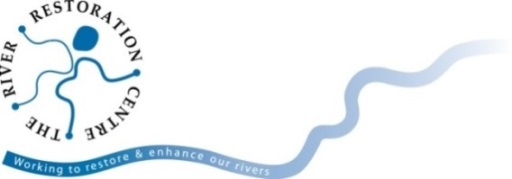 THE RIVER RESTORATION CENTRE
Working to restore & enhance our rivers